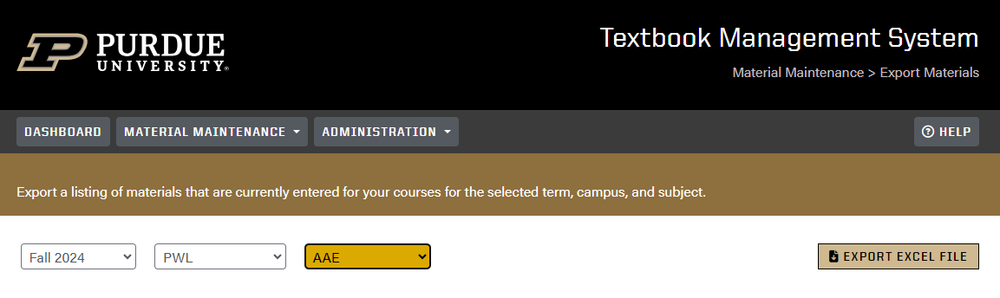 PURDUE
UNIVERSITY®
Textbook Management System
Material Maintenance > Export Materials
DASHBOARD
MATERIAL MAINTENANCE
ADMINISTRATION
HELP
Export a listing of materials that are currently entered for your courses for the selected term, campus, and subject.
Fall 2024
PWL
AAE
EXPORT EXCEL FILE